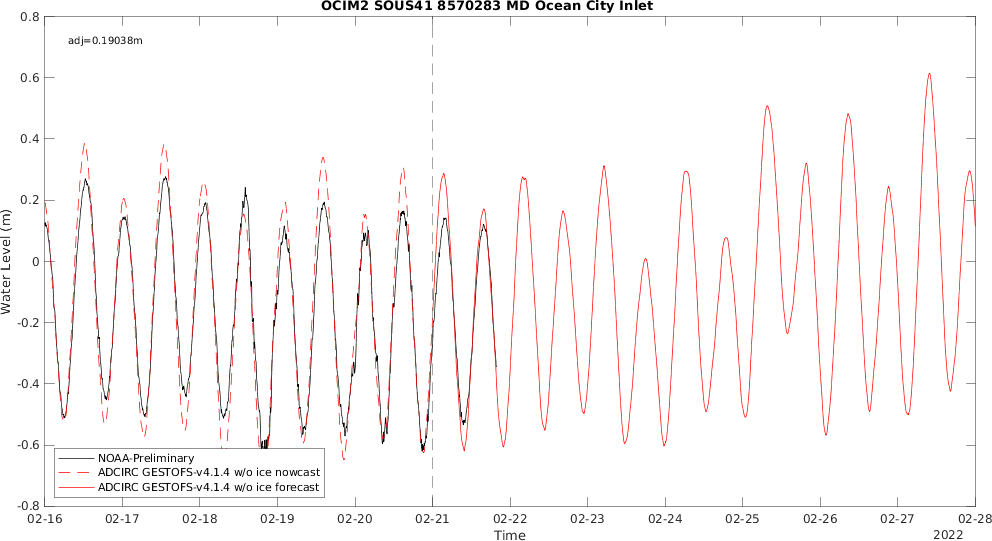 OCIM2 SOUS41 8570283 MD Ocean City Inlet
adj=0.19038m
0.8
0.6
0.4
0.2
0
-0.2
-0.4
-0.6
-0.8
Water Level (m)
NOAA-Preliminary
ADCIRC GESTOFS-v4.1.4 w/o ice nowcast
ADCIRC GESTOFS-v4.1.4 w/o ice forecast
02-16 02-17 02-18 02-19 02-20 02-21 02-22 02-23 02-24 02-25 02-26 02-27 02-28
Time
2022